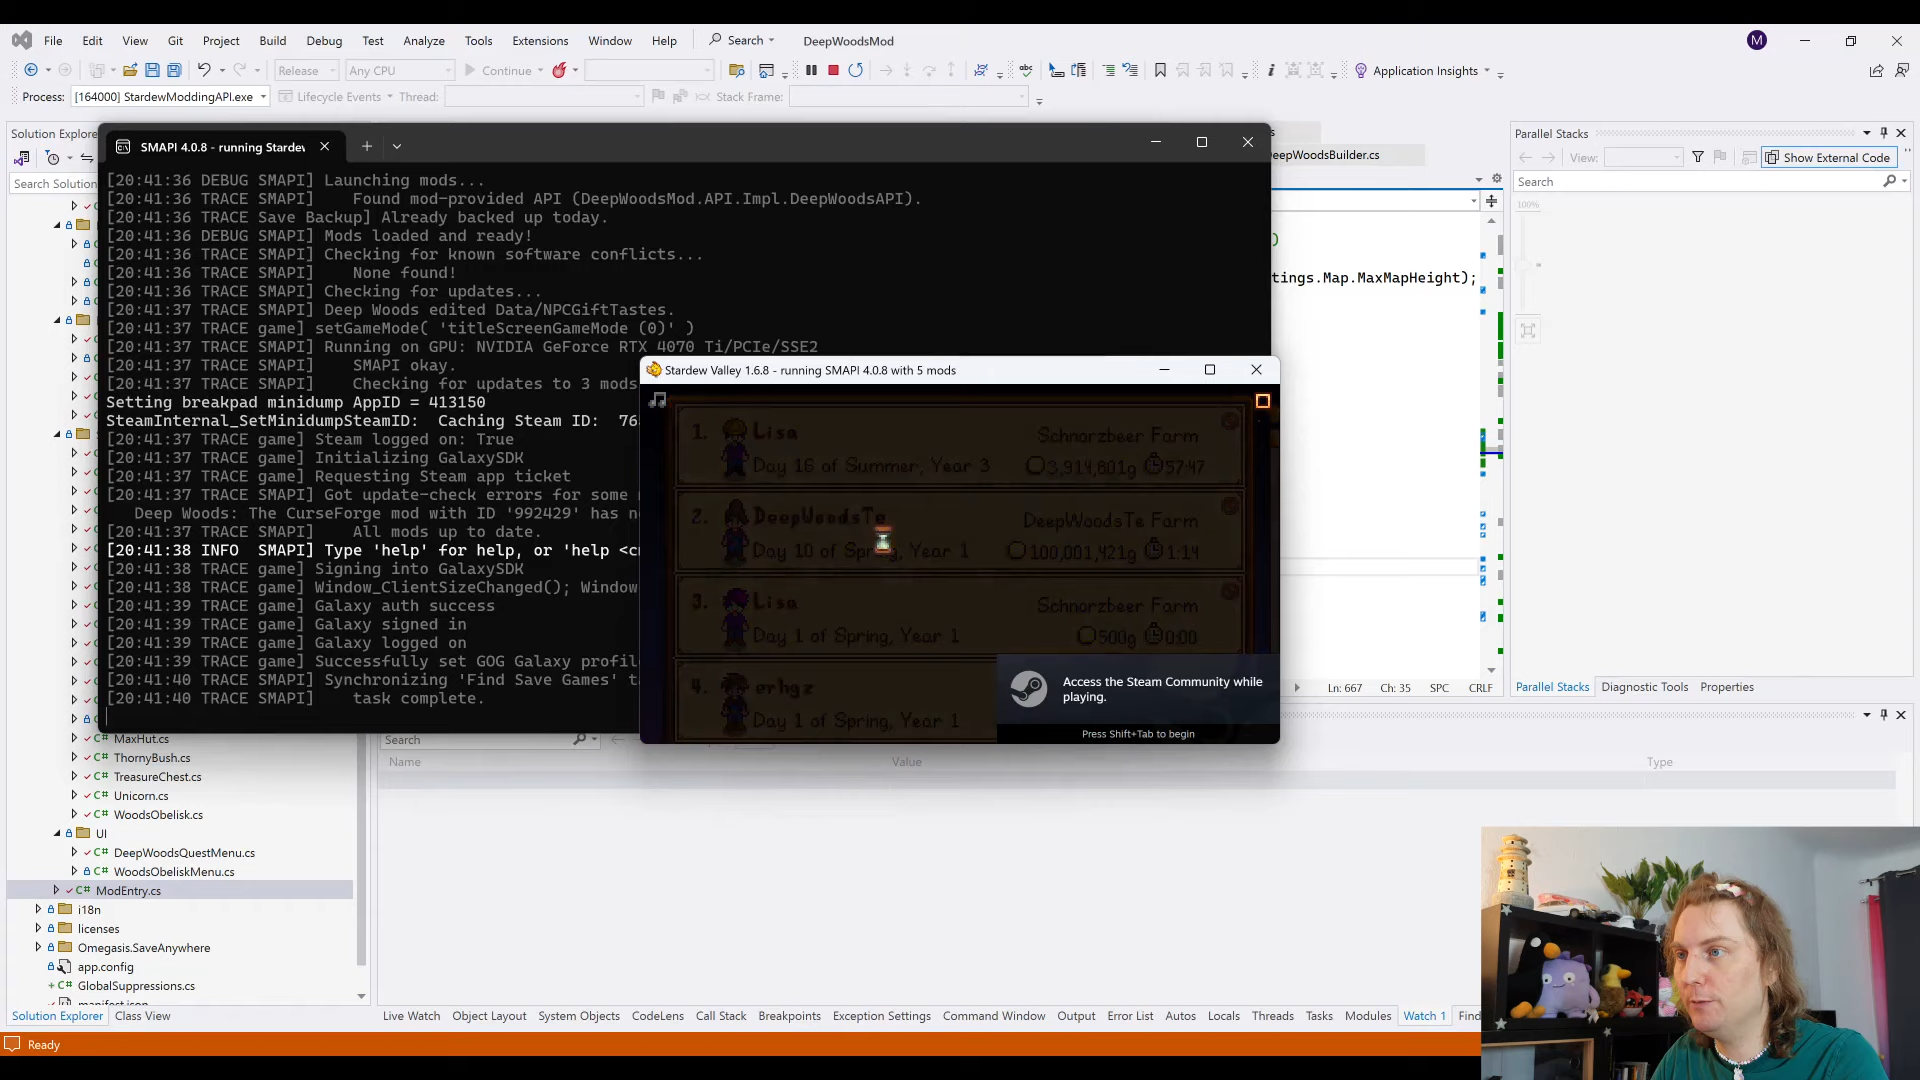 File Edit View Git Project Build Debug Test Analyze Tools Extensions Window Help Search DeepWoodsMod M
Release Any CPU Continue Application Insights
Process: [164000] StardewModdingAPI.exe Lifecycle Events Thread: Stack Frame:
Solution Explorer
Search Solution
SMAPI 4.0.8 - running Stardew
[20:41:36 DEBUG SMAPI] Launching mods...
[20:41:36 TRACE SMAPI] Found mod-provided API (DeepWoodsMod.API.Impl.DeepWoodsAPI).
[20:41:36 TRACE Save Backup] Already backed up today.
[20:41:36 DEBUG SMAPI] Mods loaded and ready!
[20:41:36 TRACE SMAPI] Checking for known software conflicts...
[20:41:36 TRACE SMAPI] None found!
[20:41:36 TRACE SMAPI] Checking for updates...
[20:41:37 TRACE SMAPI] Deep Woods edited Data/NPCGiftTastes.
[20:41:37 TRACE game] setGameMode( 'titleScreenGameMode (0)' )
[20:41:37 TRACE SMAPI] Running on GPU: NVIDIA GeForce RTX 4070 Ti/PCIe/SSE2
[20:41:37 TRACE SMAPI] SMAPI okay.
[20:41:37 TRACE SMAPI] Checking for updates to 3 mods
Setting breakpad minidump AppID = 413150
SteamInternal_SetMinidumpSteamID: Caching Steam ID: 76
[20:41:37 TRACE game] Steam logged on: True
[20:41:37 TRACE game] Initializing GalaxySDK
[20:41:37 TRACE game] Requesting Steam app ticket
[20:41:37 TRACE SMAPI] Got update-check errors for some
Deep Woods: The CurseForge mod with ID '992429' has no
[20:41:37 TRACE SMAPI] All mods up to date.
[20:41:38 INFO SMAPI] Type 'help' for help, or 'help <c
[20:41:38 TRACE game] Signing into GalaxySDK
[20:41:38 TRACE game] Window_ClientSizeChanged(); Window
[20:41:39 TRACE game] Galaxy auth success
[20:41:39 TRACE game] Galaxy signed in
[20:41:39 TRACE game] Galaxy logged on
[20:41:39 TRACE game] Successfully set GOG Galaxy profil
[20:41:40 TRACE game] Synchronizing 'Find Save Games' ta
[20:41:40 TRACE SMAPI] task complete.
Stardew Valley 1.6.8 - running SMAPI 4.0.8 with 5 mods
1. Lisa Schnorzbeer Farm
Day 16 of Summer, Year 3 3,914,801g 57:47
2. DeepWoodsTe DeepWoodsTe Farm
Day 10 of Spring, Year 1 100,001,421g 1:14
3. Lisa Schnorzbeer Farm
Day 1 of Spring, Year 1 500g 0:00
4. erhgz
Day 1 of Spring, Year 1
Access the Steam Community while
playing.
Press Shift+Tab to begin
DeepWoodsBuilder.cs
tings.Map.MaxMapHeight);
Ln: 667 Ch: 35 SPC CRLF
Parallel Stacks
View: Show External Code
Search
100%
Parallel Stacks Diagnostic Tools Properties
Search
Name Value Type
MaxHut.cs
ThornyBush.cs
TreasureChest.cs
Unicorn.cs
WoodsObelisk.cs
UI
DeepWoodsQuestMenu.cs
WoodsObeliskMenu.cs
ModEntry.cs
i18n
licenses
Omegasis.SaveAnywhere
app.config
GlobalSuppressions.cs
manifest.json
Solution Explorer Class View
Live Watch Object Layout System Objects CodeLens Call Stack Breakpoints Exception Settings Command Window Output Error List Autos Locals Threads Tasks Modules Watch 1 Find
Ready